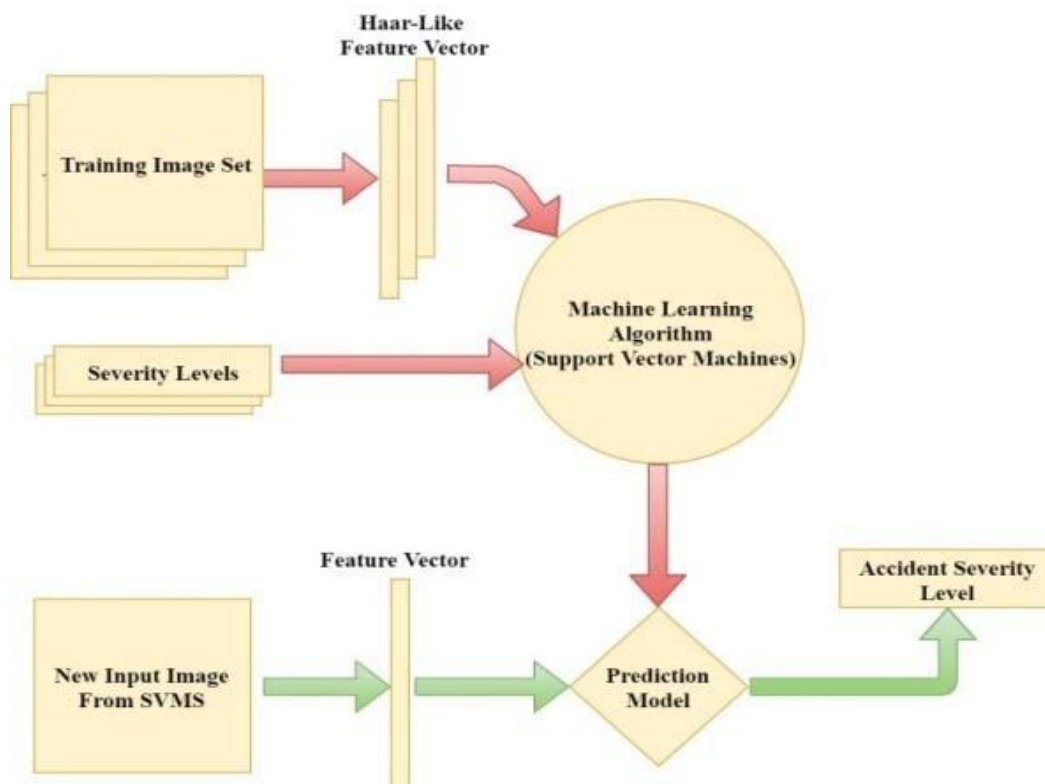 Haar-Like
Feature Vector
Training Image Set
Machine Learning
Algorithm
(Support Vector Machines)
Severity Levels
Feature Vector
Accident Severity
Level
New Input Image
From SVMS
Prediction
Model